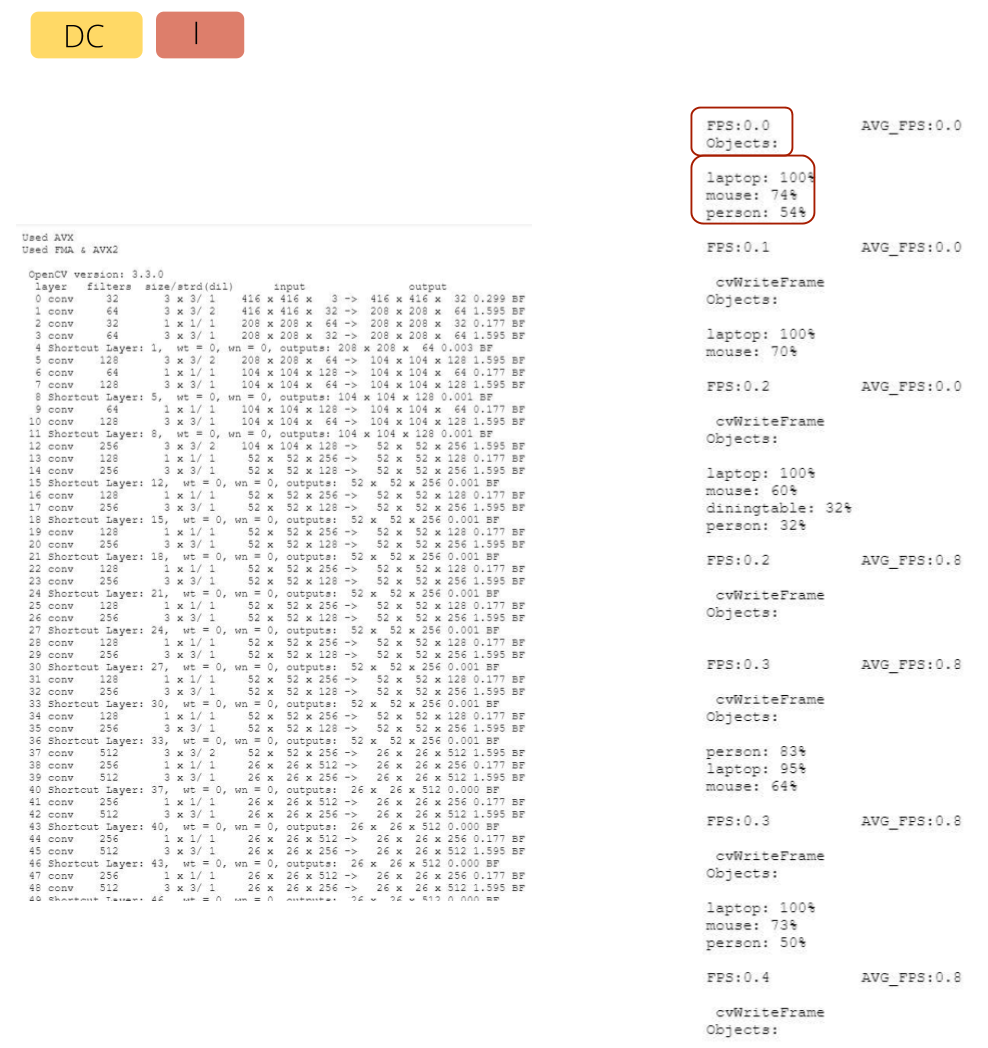 DC I
Used AVX
Used FMA & AVX2
OpenCV version: 3.3.0
layer filters size/strd(dil) input output
0 conv 32 3 x 3/ 1 416 x 416 x 3 -> 416 x 416 x 32 0.299 BF
1 conv 64 3 x 3/ 2 416 x 416 x 32 -> 208 x 208 x 64 1.595 BF
2 conv 32 1 x 1/ 1 208 x 208 x 64 -> 208 x 208 x 32 0.177 BF
3 conv 64 3 x 3/ 1 208 x 208 x 32 -> 208 x 208 x 64 1.595 BF
4 Shortcut Layer: 1, wt = 0, wn = 0, outputs: 208 x 208 x 64 0.003 BF
5 conv 128 3 x 3/ 2 208 x 208 x 64 -> 104 x 104 x 128 1.595 BF
6 conv 64 1 x 1/ 1 104 x 104 x 128 -> 104 x 104 x 64 0.177 BF
7 conv 128 3 x 3/ 1 104 x 104 x 64 -> 104 x 104 x 128 1.595 BF
8 Shortcut Layer: 5, wt = 0, wn = 0, outputs: 104 x 104 x 128 0.001 BF
9 conv 64 1 x 1/ 1 104 x 104 x 128 -> 104 x 104 x 64 0.177 BF
10 conv 128 3 x 3/ 1 104 x 104 x 64 -> 104 x 104 x 128 1.595 BF
11 Shortcut Layer: 8, wt = 0, wn = 0, outputs: 104 x 104 x 128 0.001 BF
12 conv 256 3 x 3/ 2 104 x 104 x 128 -> 52 x 52 x 256 1.595 BF
13 conv 128 1 x 1/ 1 52 x 52 x 256 -> 52 x 52 x 128 0.177 BF
14 conv 256 3 x 3/ 1 52 x 52 x 128 -> 52 x 52 x 256 1.595 BF
15 Shortcut Layer: 12, wt = 0, wn = 0, outputs: 52 x 52 x 256 0.001 BF
16 conv 128 1 x 1/ 1 52 x 52 x 256 -> 52 x 52 x 128 0.177 BF
17 conv 256 3 x 3/ 1 52 x 52 x 128 -> 52 x 52 x 256 1.595 BF
18 Shortcut Layer: 15, wt = 0, wn = 0, outputs: 52 x 52 x 256 0.001 BF
19 conv 128 1 x 1/ 1 52 x 52 x 256 -> 52 x 52 x 128 0.177 BF
20 conv 256 3 x 3/ 1 52 x 52 x 128 -> 52 x 52 x 256 1.595 BF
21 Shortcut Layer: 18, wt = 0, wn = 0, outputs: 52 x 52 x 256 0.001 BF
22 conv 128 1 x 1/ 1 52 x 52 x 256 -> 52 x 52 x 128 0.177 BF
23 conv 256 3 x 3/ 1 52 x 52 x 128 -> 52 x 52 x 256 1.595 BF
24 Shortcut Layer: 21, wt = 0, wn = 0, outputs: 52 x 52 x 256 0.001 BF
25 conv 128 1 x 1/ 1 52 x 52 x 256 -> 52 x 52 x 128 0.177 BF
26 conv 256 3 x 3/ 1 52 x 52 x 128 -> 52 x 52 x 256 1.595 BF
27 Shortcut Layer: 24, wt = 0, wn = 0, outputs: 52 x 52 x 256 0.001 BF
28 conv 128 1 x 1/ 1 52 x 52 x 256 -> 52 x 52 x 128 0.177 BF
29 conv 256 3 x 3/ 1 52 x 52 x 128 -> 52 x 52 x 256 1.595 BF
30 Shortcut Layer: 27, wt = 0, wn = 0, outputs: 52 x 52 x 256 0.001 BF
31 conv 128 1 x 1/ 1 52 x 52 x 256 -> 52 x 52 x 128 0.177 BF
32 conv 256 3 x 3/ 1 52 x 52 x 128 -> 52 x 52 x 256 1.595 BF
33 Shortcut Layer: 30, wt = 0, wn = 0, outputs: 52 x 52 x 256 0.001 BF
34 conv 128 1 x 1/ 1 52 x 52 x 256 -> 52 x 52 x 128 0.177 BF
35 conv 256 3 x 3/ 1 52 x 52 x 128 -> 52 x 52 x 256 1.595 BF
36 Shortcut Layer: 33, wt = 0, wn = 0, outputs: 52 x 52 x 256 0.001 BF
37 conv 512 3 x 3/ 2 52 x 52 x 256 -> 26 x 26 x 512 1.595 BF
38 conv 256 1 x 1/ 1 26 x 26 x 512 -> 26 x 26 x 256 0.177 BF
39 conv 512 3 x 3/ 1 26 x 26 x 256 -> 26 x 26 x 512 1.595 BF
40 Shortcut Layer: 37, wt = 0, wn = 0, outputs: 26 x 26 x 512 0.000 BF
41 conv 256 1 x 1/ 1 26 x 26 x 512 -> 26 x 26 x 256 0.177 BF
42 conv 512 3 x 3/ 1 26 x 26 x 256 -> 26 x 26 x 512 1.595 BF
43 Shortcut Layer: 40, wt = 0, wn = 0, outputs: 26 x 26 x 512 0.000 BF
44 conv 256 1 x 1/ 1 26 x 26 x 512 -> 26 x 26 x 256 0.177 BF
45 conv 512 3 x 3/ 1 26 x 26 x 256 -> 26 x 26 x 512 1.595 BF
46 Shortcut Layer: 43, wt = 0, wn = 0, outputs: 26 x 26 x 512 0.000 BF
47 conv 256 1 x 1/ 1 26 x 26 x 512 -> 26 x 26 x 256 0.177 BF
48 conv 512 3 x 3/ 1 26 x 26 x 256 -> 26 x 26 x 512 1.595 BF
49 Shortcut Layer: 46, wt = 0, wn = 0, outputs: 26 x 26 x 512 0.000 BF
FPS:0.0 AVG_FPS:0.0
Objects:
laptop: 100%
mouse: 74%
person: 54%
FPS:0.1 AVG_FPS:0.0
cvWriteFrame
Objects:
laptop: 100%
mouse: 70%
FPS:0.2 AVG_FPS:0.0
cvWriteFrame
Objects:
laptop: 100%
mouse: 60%
diningtable: 32%
person: 32%
FPS:0.2 AVG_FPS:0.8
cvWriteFrame
Objects:
FPS:0.3 AVG_FPS:0.8
cvWriteFrame
Objects:
person: 83%
laptop: 95%
mouse: 64%
FPS:0.3 AVG_FPS:0.8
cvWriteFrame
Objects:
laptop: 100%
mouse: 73%
person: 50%
FPS:0.4 AVG_FPS:0.8
cvWriteFrame
Objects: